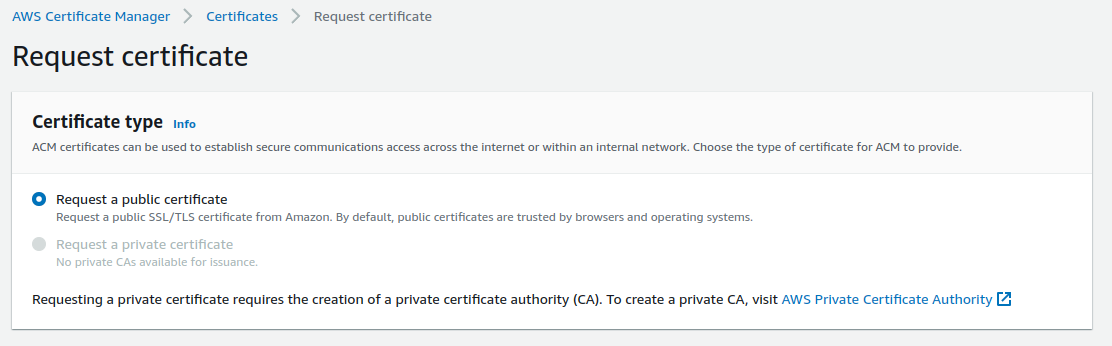 AWS Certificate Manager > Certificates > Request certificate
Request certificate
Certificate type Info
ACM certificates can be used to establish secure communications access across the internet or within an internal network. Choose the type of certificate for ACM to provide.
Request a public certificate
Request a public SSL/TLS certificate from Amazon. By default, public certificates are trusted by browsers and operating systems.
Request a private certificate
No private CAs available for issuance.
Requesting a private certificate requires the creation of a private certificate authority (CA). To create a private CA, visit AWS Private Certificate Authority